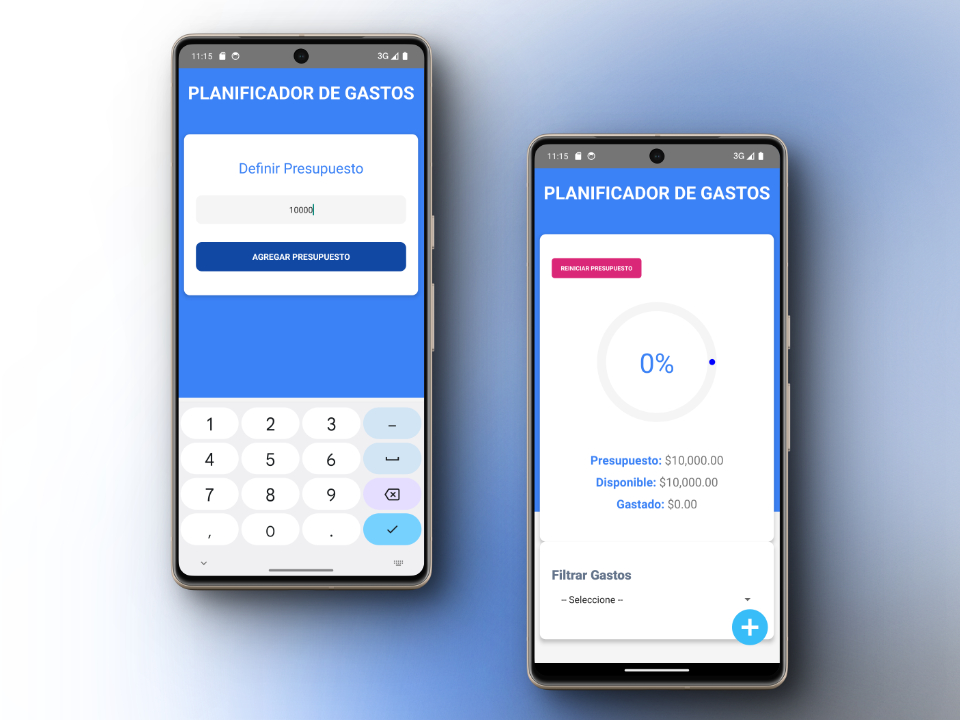 11:15
3G
PLANIFICADOR DE GASTOS
Definir Presupuesto
10000
AGREGAR PRESUPUESTO
1 2 3 –
4 5 6
7 8 9
, 0 .
11:15
3G
PLANIFICADOR DE GASTOS
REINICIAR PRESUPUESTO
0%
Presupuesto: $10,000.00
Disponible: $10,000.00
Gastado: $0.00
Filtrar Gastos
-- Seleccione --
+